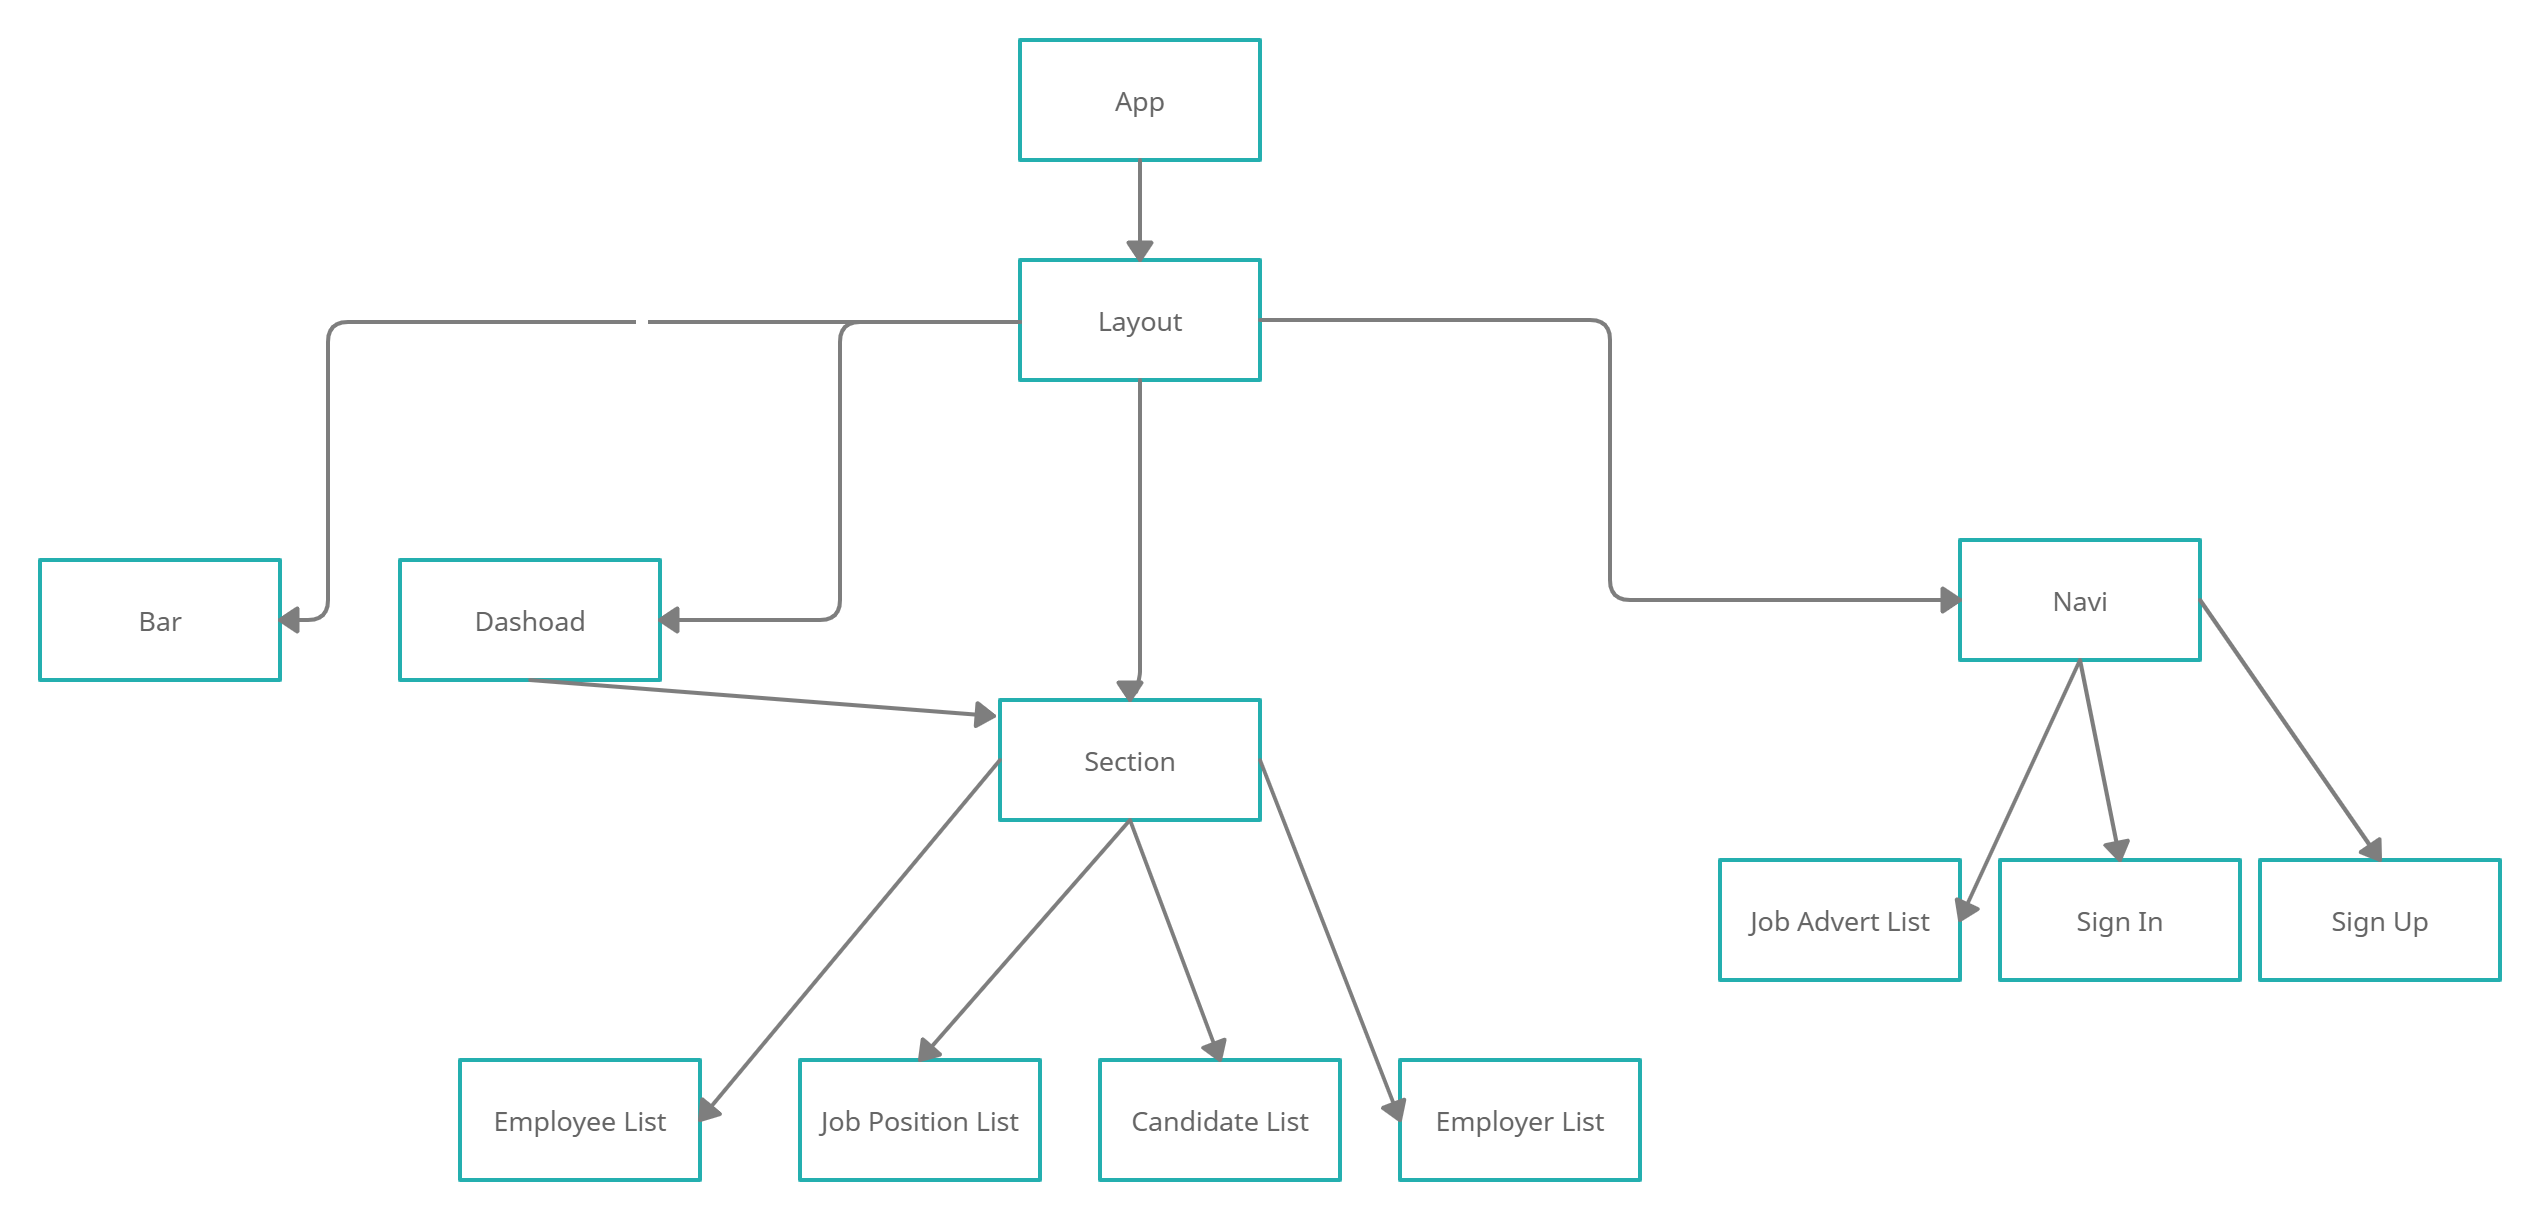 App
Layout
Bar
Dashoad
Navi
Section
Job Advert List
Sign In
Sign Up
Employee List
Job Position List
Candidate List
Employer List